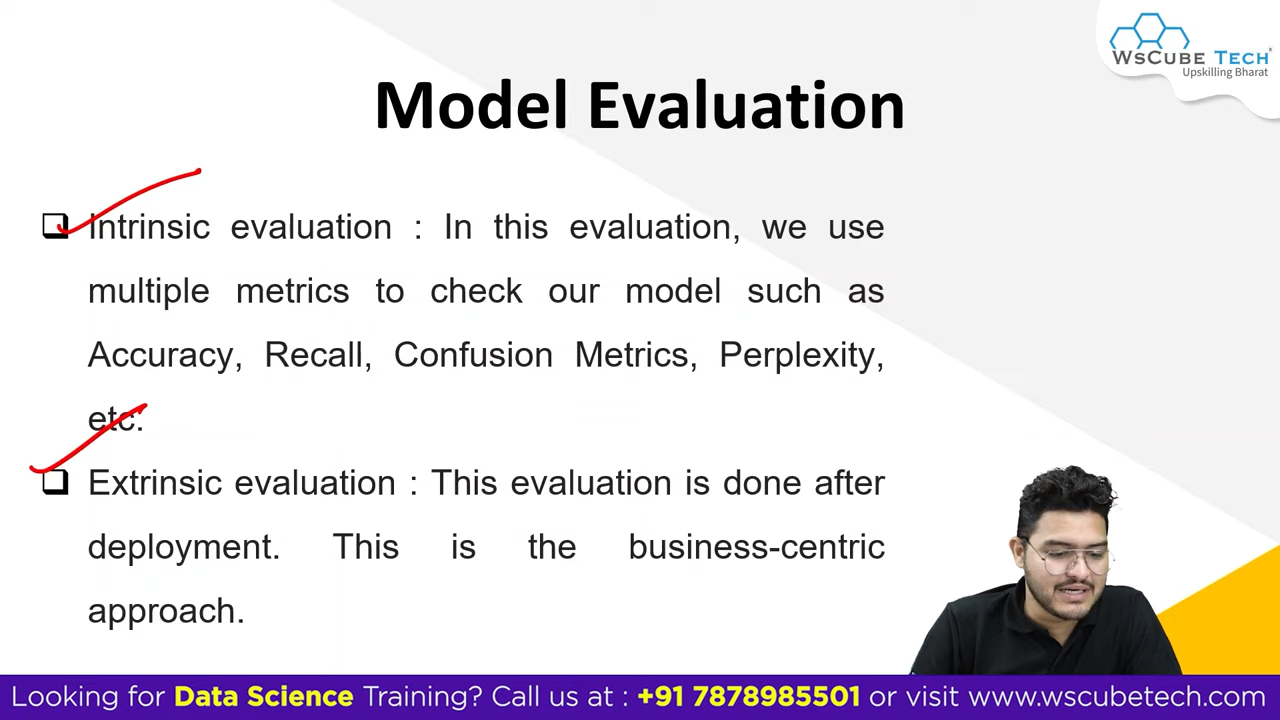 WsCube Tech
Upskilling Bharat
Model Evaluation
Intrinsic evaluation : In this evaluation, we use
multiple metrics to check our model such as
Accuracy, Recall, Confusion Metrics, Perplexity,
etc.
Extrinsic evaluation : This evaluation is done after
deployment. This is the business-centric
approach.
Looking for Data Science Training? Call us at : +91 7878985501 or visit www.wscubetech.com